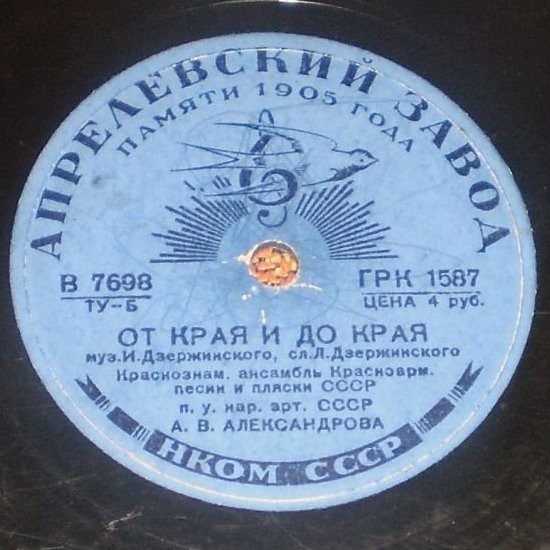 АПРЕЛЕВСКИЙ ЗАВОД
ПАМЯТИ 1905 ГОДА
В 7698
ТУ-Б
ГРК 1587
ЦЕНА 4 руб.
ОТ КРАЯ И ДО КРАЯ
муз.И.Дзержинского, сл.Л.Дзержинского
Краснознам. ансамбль Красноарм.
песни и пляски СССР
п. у. нар. арт. СССР
А. В. АЛЕКСАНДРОВА
НКОМ СССР